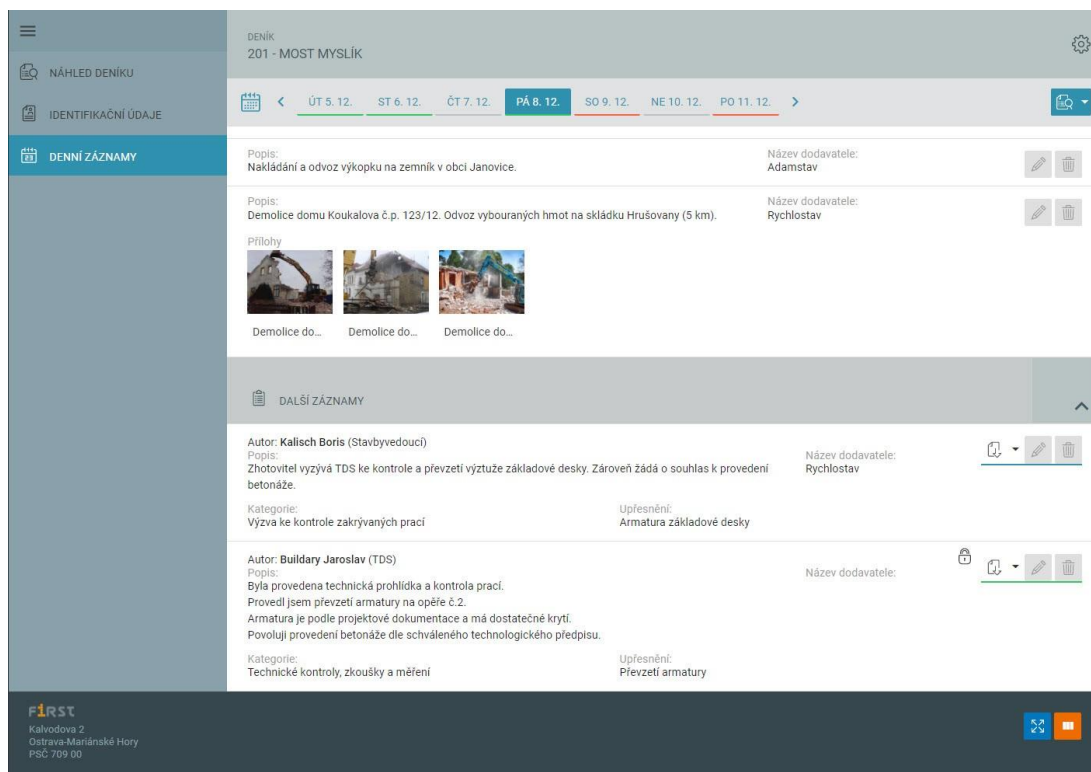 DENÍK
201 - MOST MYSLÍK
NÁHLED DENÍKU
IDENTIFIKAČNÍ ÚDAJE
DENNÍ ZÁZNAMY
ÚT 5. 12. ST 6. 12. ČT 7. 12. PÁ 8. 12. SO 9. 12. NE 10. 12. PO 11. 12.
Popis: Název dodavatele:
Nakládání a odvoz výkopku na zemník v obci Janovice. Adamstav
Popis: Název dodavatele:
Demolice domu Koukalova č.p. 123/12. Odvoz vybouraných hmot na skládku Hrušovany (5 km). Rychlostav
Přílohy
Demolice do... Demolice do... Demolice do...
DALŠÍ ZÁZNAMY
Autor: Kalisch Boris (Stavbyvedoucí)
Popis: Název dodavatele:
Zhotovitel vyzývá TDS ke kontrole a převzetí výztuže základové desky. Zároveň žádá o souhlas k provedení Rychlostav
betonáže.
Kategorie: Upřesnění:
Výzva ke kontrole zakrývaných prací Armatura základové desky
Autor: Buildary Jaroslav (TDS)
Popis: Název dodavatele:
Byla provedena technická prohlídka a kontrola prací.
Provedl jsem převzetí armatury na opěře č.2.
Armatura je podle projektové dokumentace a má dostatečné krytí.
Povoluji provedení betonáže dle schváleného technologického předpisu.
Kategorie: Upřesnění:
Technické kontroly, zkoušky a měření Převzetí armatury
F1RST
Kalvodova 2
Ostrava-Mariánské Hory
PSČ 709 00